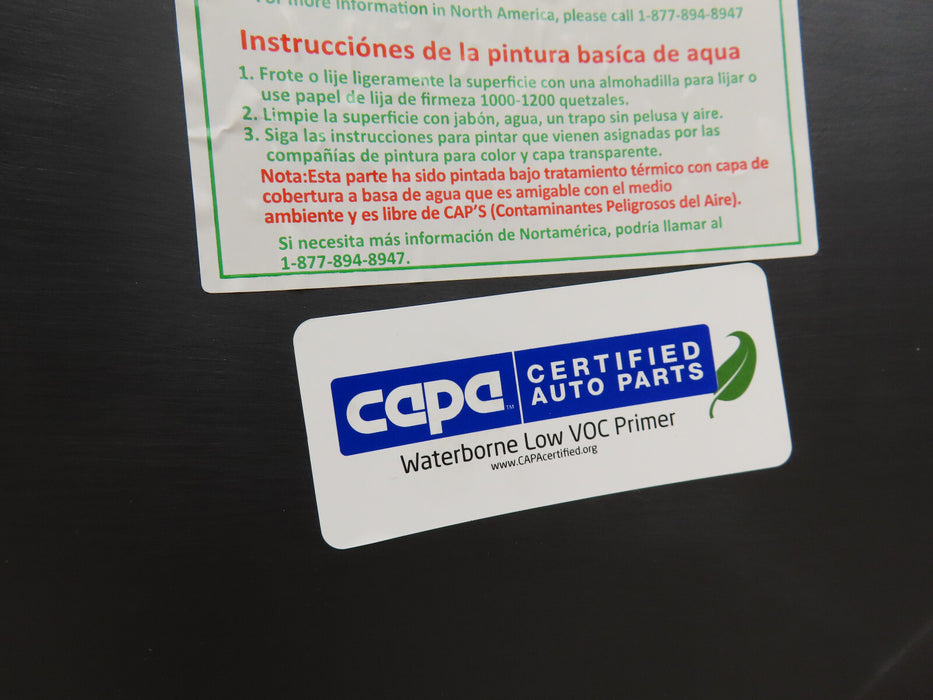 For more information in North America, please call 1-877-894-8947
Instrucciónes de la pintura basíca de aqua
1. Frote o lije ligeramente la superficie con una almohadilla para lijar o
use papel de lija de firmeza 1000-1200 quetzales.
2. Limpie la superficie con jabón, agua, un trapo sin pelusa y aire.
3. Siga las instrucciones para pintar que vienen asignadas por las
compañías de pintura para color y capa transparente.
Nota:Esta parte ha sido pintada bajo tratamiento térmico con capa de
cobertura a basa de agua que es amigable con el medio
ambiente y es libre de CAP'S (Contaminantes Peligrosos del Aire).
Si necesita más información de Nortamérica, podría llamar al
1-877-894-8947.
capa™ CERTIFIED
AUTO PARTS
Waterborne Low VOC Primer
www.CAPAcertified.org